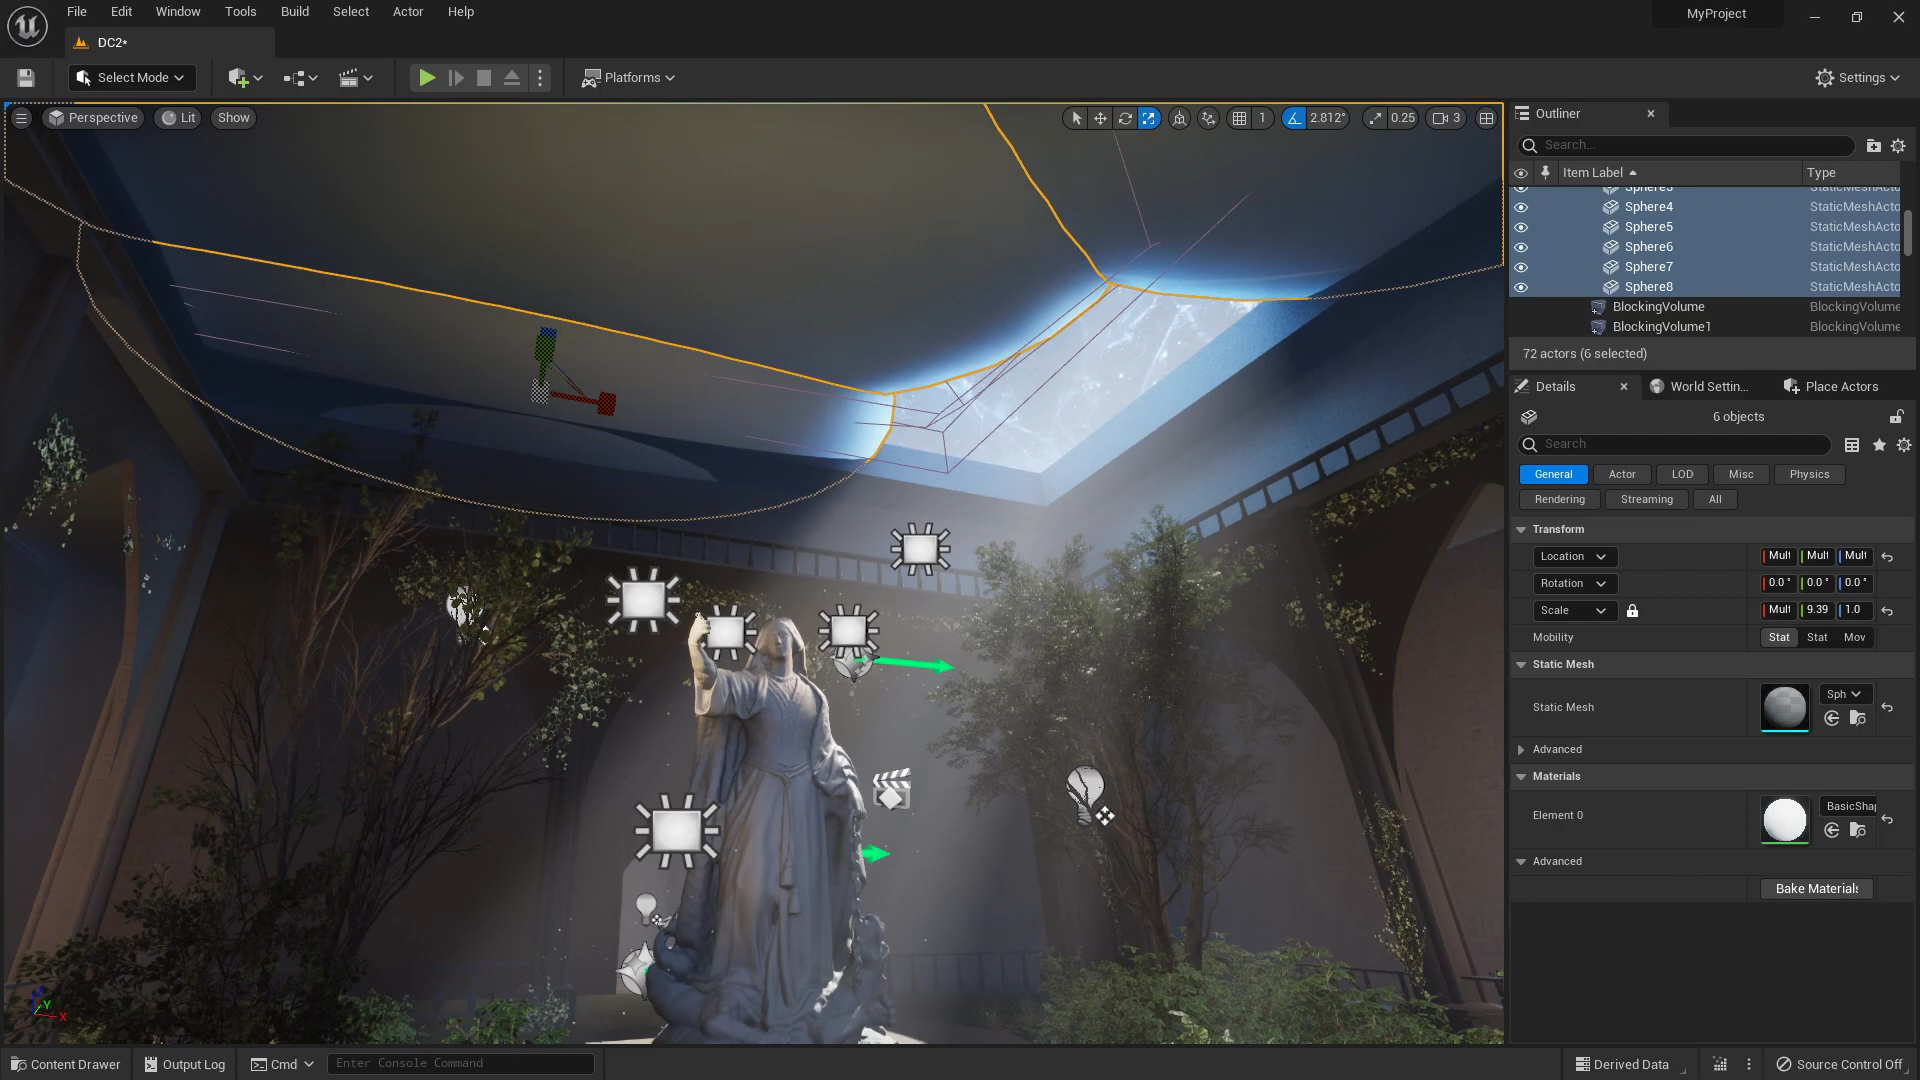 File Edit Window Tools Build Select Actor Help
MyProject
DC2*
Select Mode
Platforms
Settings
Perspective Lit Show
1 2.812° 0.25 3
Outliner
Search...
Item Label Type
Sphere3 StaticMeshActo
Sphere4 StaticMeshActo
Sphere5 StaticMeshActo
Sphere6 StaticMeshActo
Sphere7 StaticMeshActo
Sphere8 StaticMeshActo
BlockingVolume BlockingVolume
BlockingVolume1 BlockingVolume
72 actors (6 selected)
Details World Settin... Place Actors
6 objects
Search
General Actor LOD Misc Physics
Rendering Streaming All
Transform
Location Mult Mult Mult
Rotation 0.0 ° 0.0 ° 0.0 °
Scale Mult 9.39 1.0
Mobility Stat Stat Mov
Static Mesh
Static Mesh Sph
Advanced
Materials
Element 0 BasicSha
Advanced
Bake Materials
Z
Y
X
Content Drawer Output Log Cmd Enter Console Command
Derived Data Source Control Off